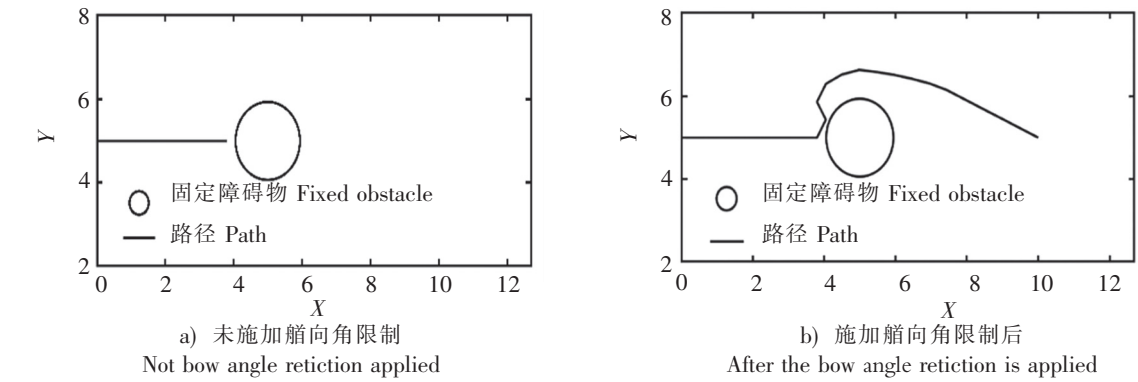 8
6
Y
4
固定障碍物 Fixed obstacle
路径 Path
2
0 2 4 6 8 10 12
X
a) 未施加艏向角限制
Not bow angle retiction applied
8
6
Y
4
固定障碍物 Fixed obstacle
路径 Path
2
0 2 4 6 8 10 12
X
b) 施加艏向角限制后
After the bow angle retiction is applied